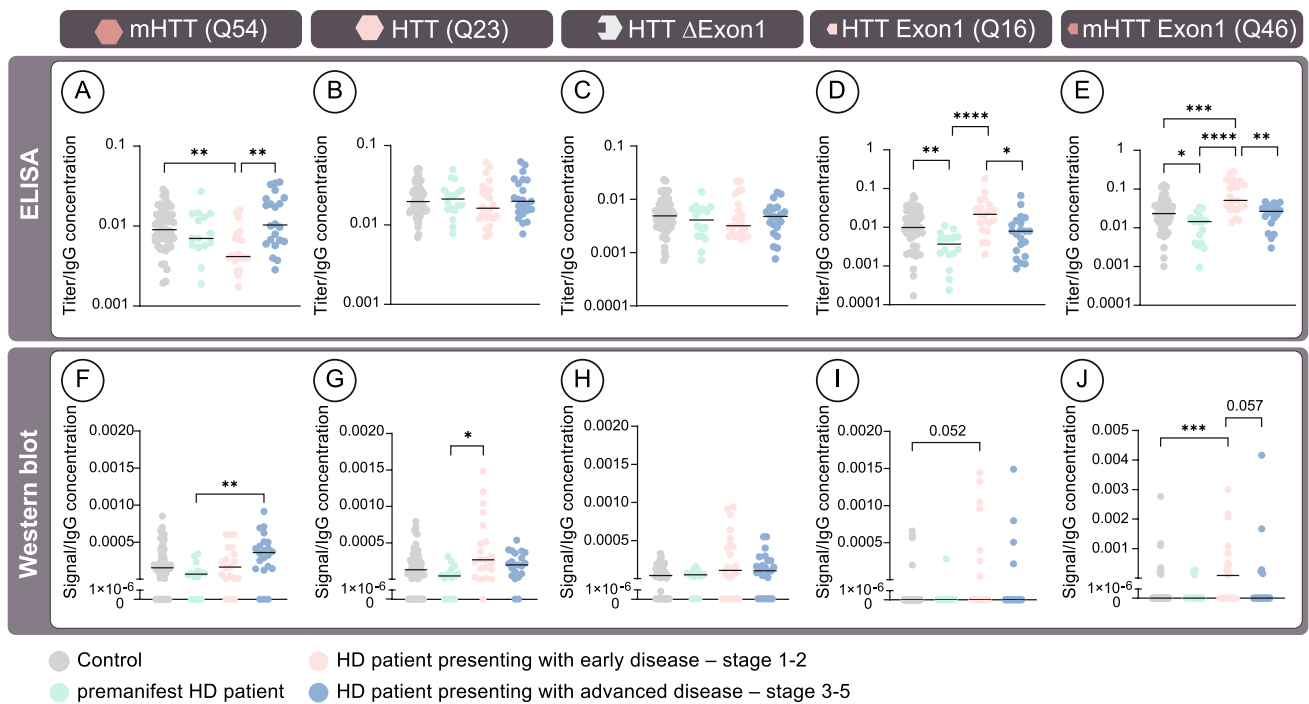 mHTT (Q54)
HTT (Q23)
HTT ΔExon1
HTT Exon1 (Q16)
mHTT Exon1 (Q46)
ELISA
A
Titer/IgG concentration
0.1
0.01
0.001
**
**
B
Titer/IgG concentration
0.1
0.01
0.001
C
Titer/IgG concentration
0.1
0.01
0.001
0.0001
D
Titer/IgG concentration
1
0.1
0.01
0.001
0.0001
**
****
*
E
Titer/IgG concentration
1
0.1
0.01
0.001
0.0001
***
*
****
**
Western blot
F
Signal/IgG concentration
0.0020
0.0015
0.0010
0.0005
1×10-6
0
**
G
Signal/IgG concentration
0.0020
0.0015
0.0010
0.0005
1×10-6
0
*
H
Signal/IgG concentration
0.0020
0.0015
0.0010
0.0005
1×10-6
0
I
Signal/IgG concentration
0.0020
0.0015
0.0010
0.0005
1×10-6
0
0.052
J
Signal/IgG concentration
0.005
0.004
0.003
0.002
0.001
1×10-6
0
***
0.057
Control
HD patient presenting with early disease – stage 1-2
premanifest HD patient
HD patient presenting with advanced disease – stage 3-5